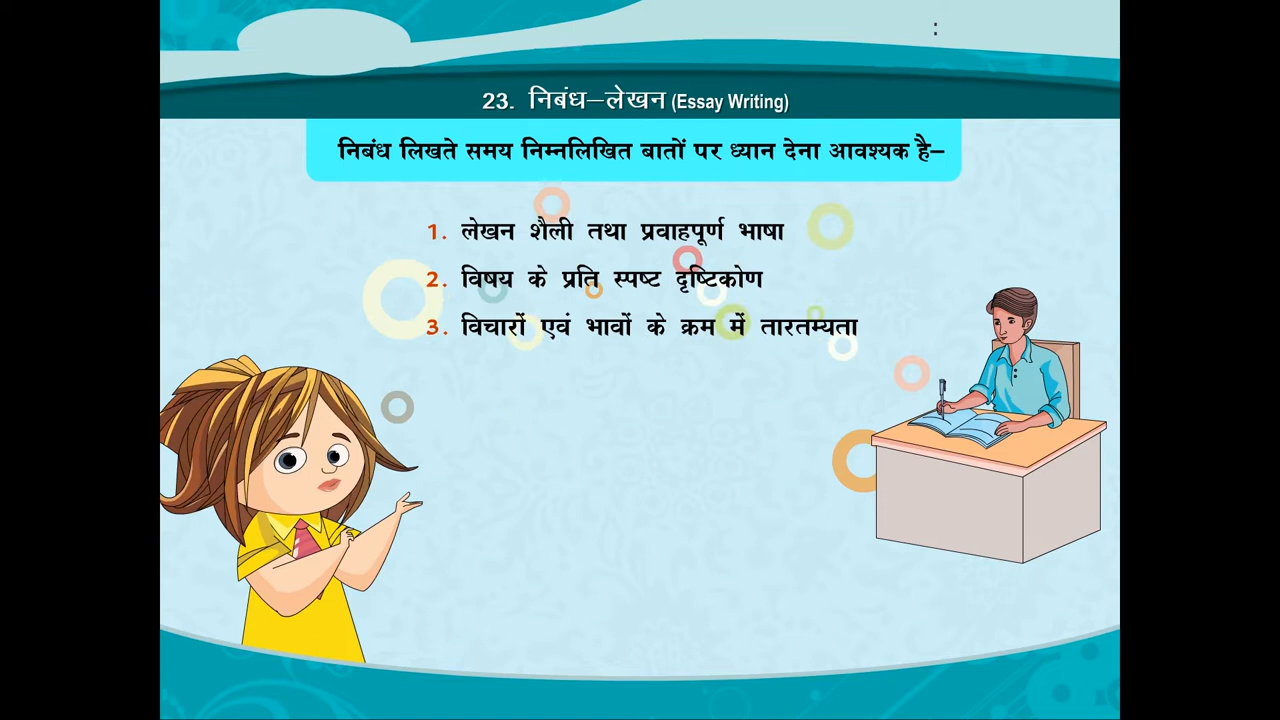 :
23. निबंध–लेखन (Essay Writing)
निबंध लिखते समय निम्नलिखित बातों पर ध्यान देना आवश्यक है–
1. लेखन शैली तथा प्रवाहपूर्ण भाषा
2. विषय के प्रति स्पष्ट दृष्टिकोण
3. विचारों एवं भावों के क्रम में तारतम्यता